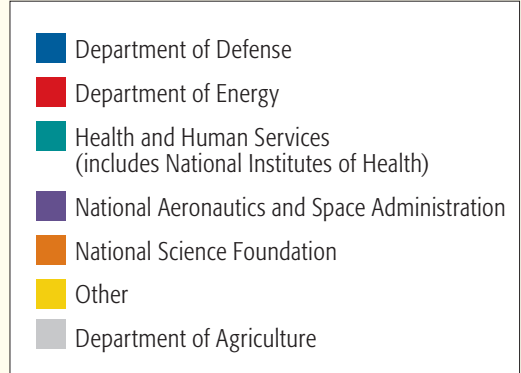 Department of Defense
Department of Energy
Health and Human Services
(includes National Institutes of Health)
National Aeronautics and Space Administration
National Science Foundation
Other
Department of Agriculture